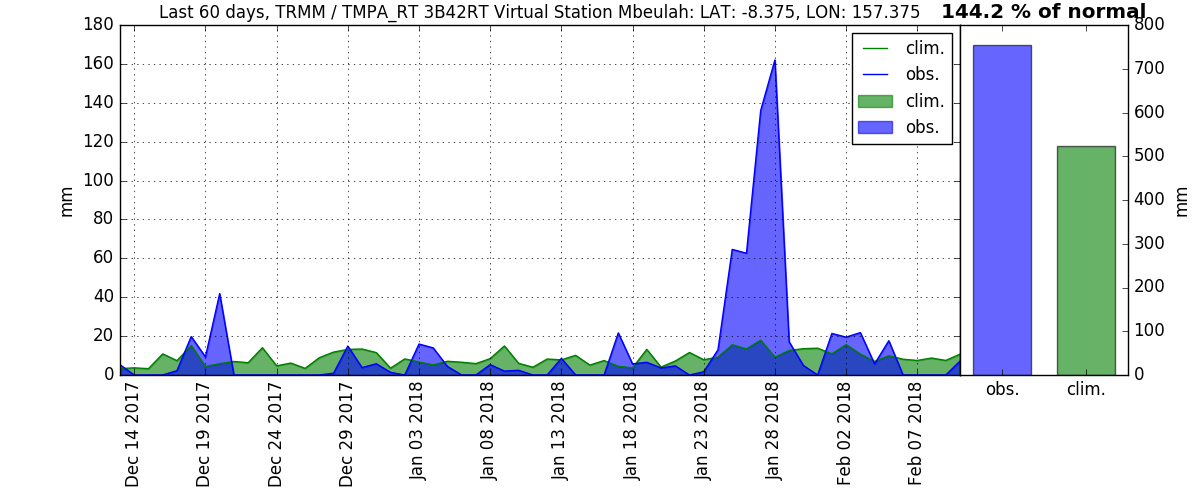 Last 60 days, TRMM / TMPA_RT 3B42RT Virtual Station Mbeulah: LAT: -8.375, LON: 157.375
144.2 % of normal
180
160
140
120
100
80
60
40
20
0
mm
clim.
obs.
clim.
obs.
Dec 14 2017
Dec 19 2017
Dec 24 2017
Dec 29 2017
Jan 03 2018
Jan 08 2018
Jan 13 2018
Jan 18 2018
Jan 23 2018
Jan 28 2018
Feb 02 2018
Feb 07 2018
800
700
600
500
400
300
200
100
0
mm
obs.
clim.